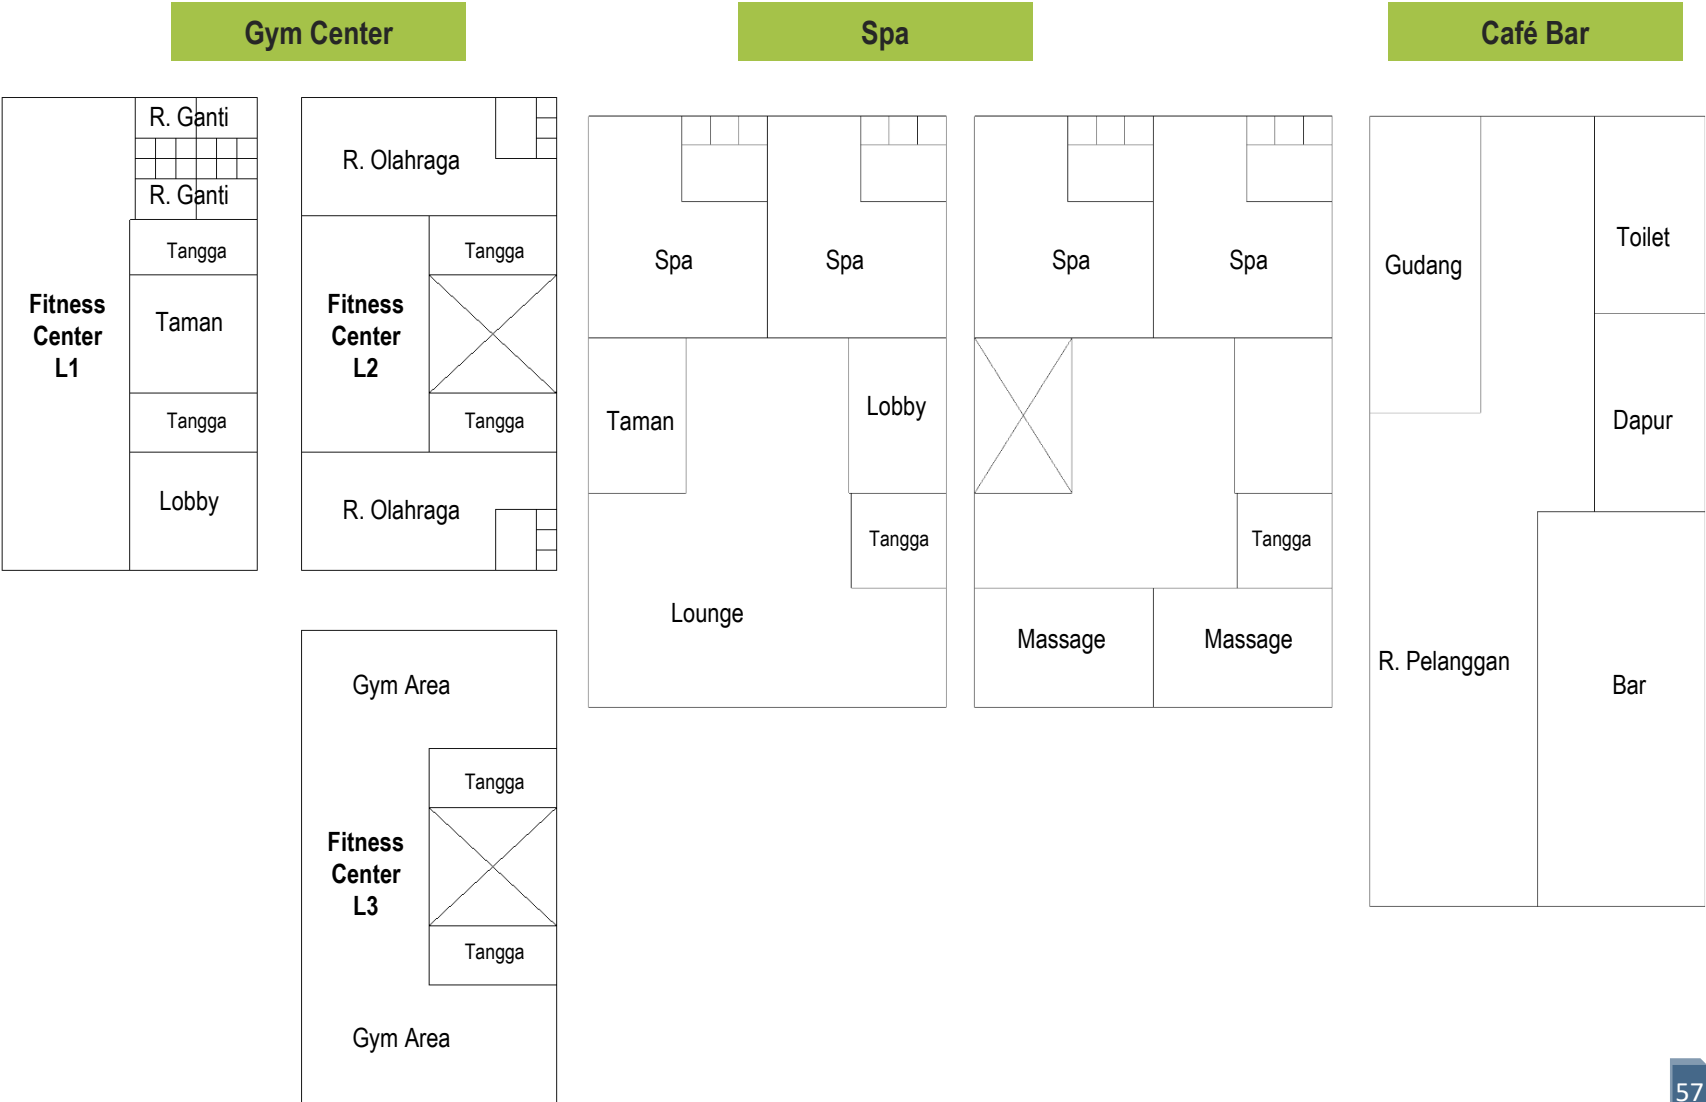 Gym Center
Spa
Café Bar
R. Ganti
R. Ganti
Tangga
Taman
Tangga
Lobby
Fitness
Center
L1
R. Olahraga
Tangga
Fitness
Center
L2
Tangga
R. Olahraga
Gym Area
Tangga
Fitness
Center
L3
Tangga
Gym Area
Spa
Spa
Taman
Lobby
Tangga
Lounge
Spa
Spa
Tangga
Massage
Massage
Gudang
Toilet
Dapur
R. Pelanggan
Bar
57